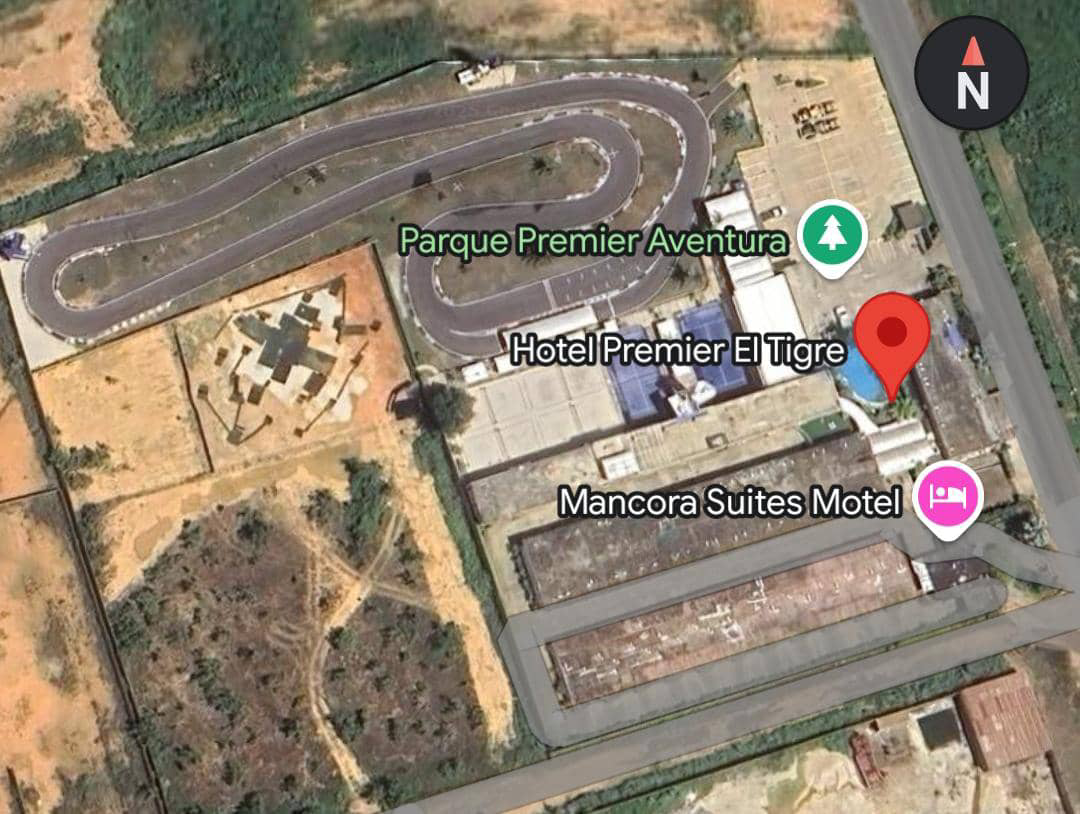 N
Parque Premier Aventura
Hotel Premier El Tigre
Mancora Suites Motel